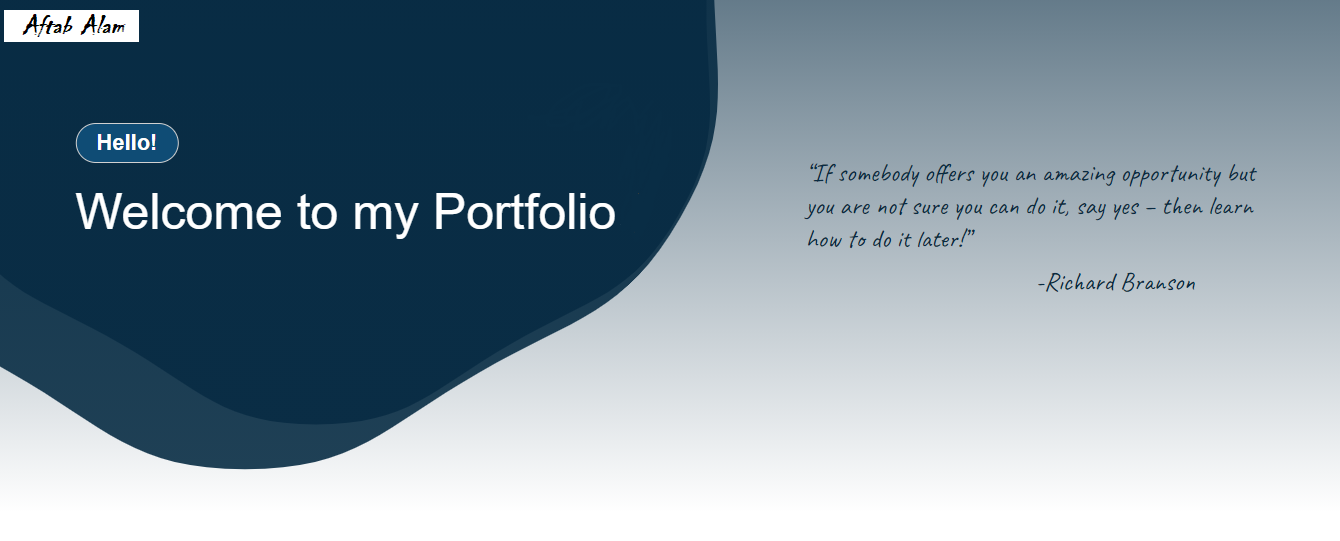 Aftab Alam
Hello!
Welcome to my Portfolio
“If somebody offers you an amazing opportunity but
you are not sure you can do it, say yes – then learn
how to do it later!”
-Richard Branson